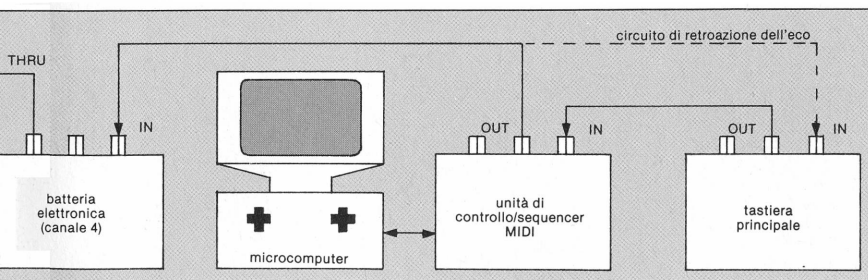 circuito di retroazione dell'eco
THRU
IN
OUT
IN
OUT
IN
batteria
elettronica
(canale 4)
microcomputer
unità di
controllo/sequencer
MIDI
tastiera
principale